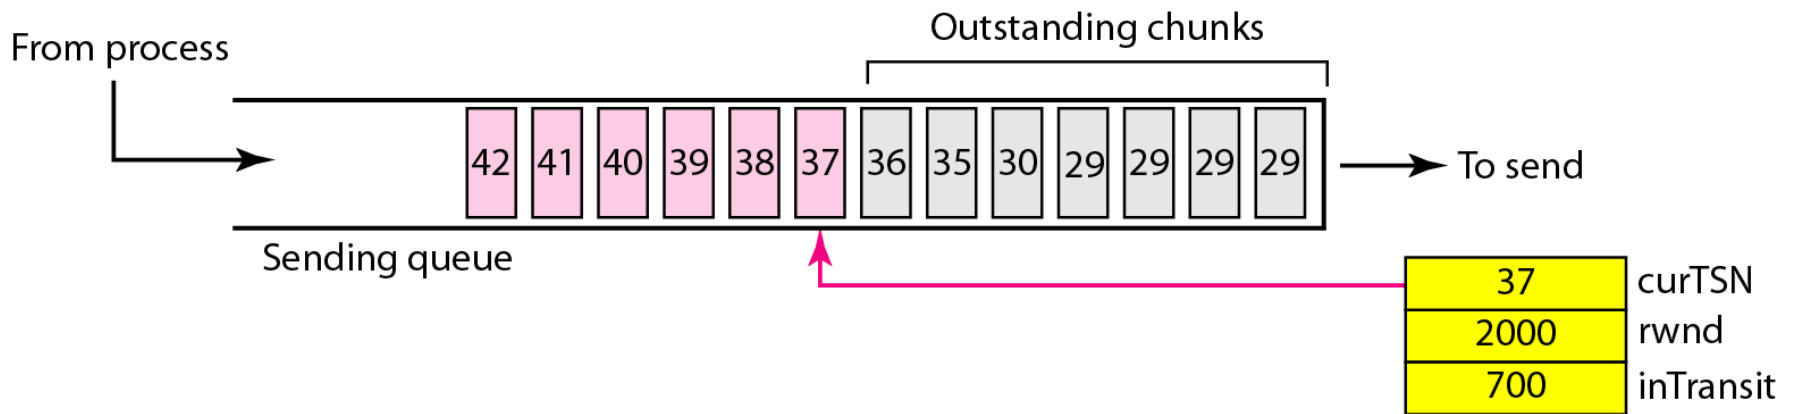 Outstanding chunks
From process
42 41 40 39 38 37 36 35 30 29 29 29 29
To send
Sending queue
37 curTSN
2000 rwnd
700 inTransit